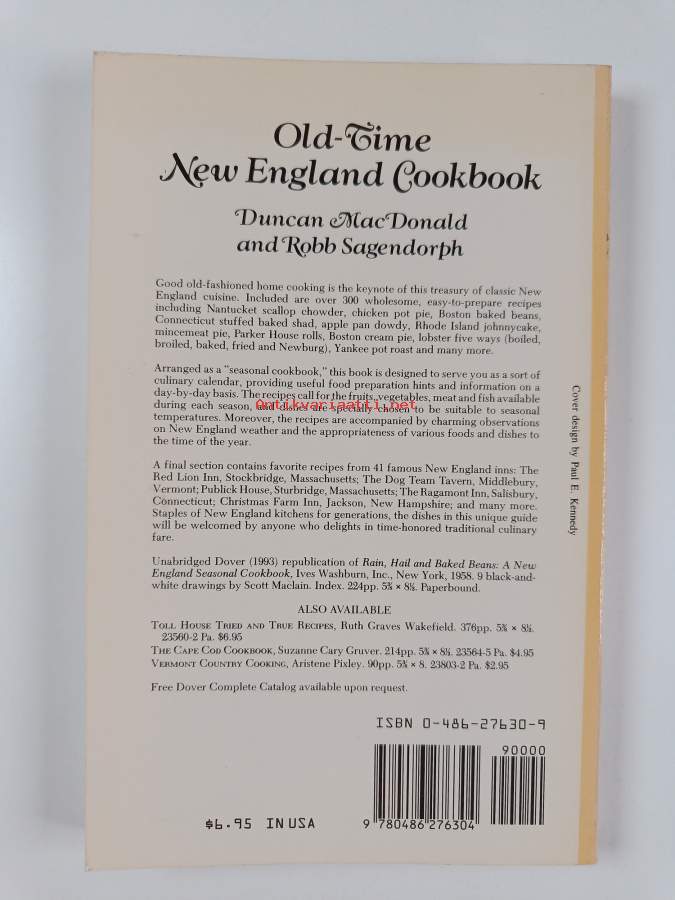 Old-Time
New England Cookbook
Duncan MacDonald
and Robb Sagendorph
Good old-fashioned home cooking is the keynote of this treasury of classic New
England cuisine. Included are over 300 wholesome, easy-to-prepare recipes
including Nantucket scallop chowder, chicken pot pie, Boston baked beans,
Connecticut stuffed baked shad, apple pan dowdy, Rhode Island johnnycake,
mincemeat pie, Parker House rolls, Boston cream pie, lobster five ways (boiled,
broiled, baked, fried and Newburg), Yankee pot roast and many more.
Arranged as a "seasonal cookbook," this book is designed to serve you as a sort of
culinary calendar, providing useful food preparation hints and information on a
day-by-day basis. The recipes call for the fruits, vegetables, meat and fish available
during each season, and dishes are specially chosen to be suitable to seasonal
Antikvariaatti.net
temperatures. Moreover, the recipes are accompanied by charming observations
on New England weather and the appropriateness of various foods and dishes to
the time of the year.
A final section contains favorite recipes from 41 famous New England inns: The
Red Lion Inn, Stockbridge, Massachusetts; The Dog Team Tavern, Middlebury,
Vermont; Publick House, Sturbridge, Massachusetts; The Ragamont Inn, Salisbury,
Connecticut; Christmas Farm Inn, Jackson, New Hampshire; and many more.
Staples of New England kitchens for generations, the dishes in this unique guide
will be welcomed by anyone who delights in time-honored traditional culinary
fare.
Unabridged Dover (1993) republication of Rain, Hail and Baked Beans: A New
England Seasonal Cookbook, Ives Washburn, Inc., New York, 1958. 9 black-and-
white drawings by Scott Maclain. Index. 224pp. 5⅜ × 8½. Paperbound.
ALSO AVAILABLE
TOLL HOUSE TRIED AND TRUE RECIPES, Ruth Graves Wakefield. 376pp. 5⅜ × 8½.
23560-2 Pa. $6.95
THE CAPE COD COOKBOOK, Suzanne Cary Gruver. 214pp. 5⅜ × 8½. 23564-5 Pa. $4.95
VERMONT COUNTRY COOKING, Aristene Pixley. 90pp. 5⅜ × 8. 23803-2 Pa. $2.95
Free Dover Complete Catalog available upon request.
Cover design by Paul E. Kennedy
ISBN 0-486-27630-9
90000
9 780486 276304
$6.95 IN USA